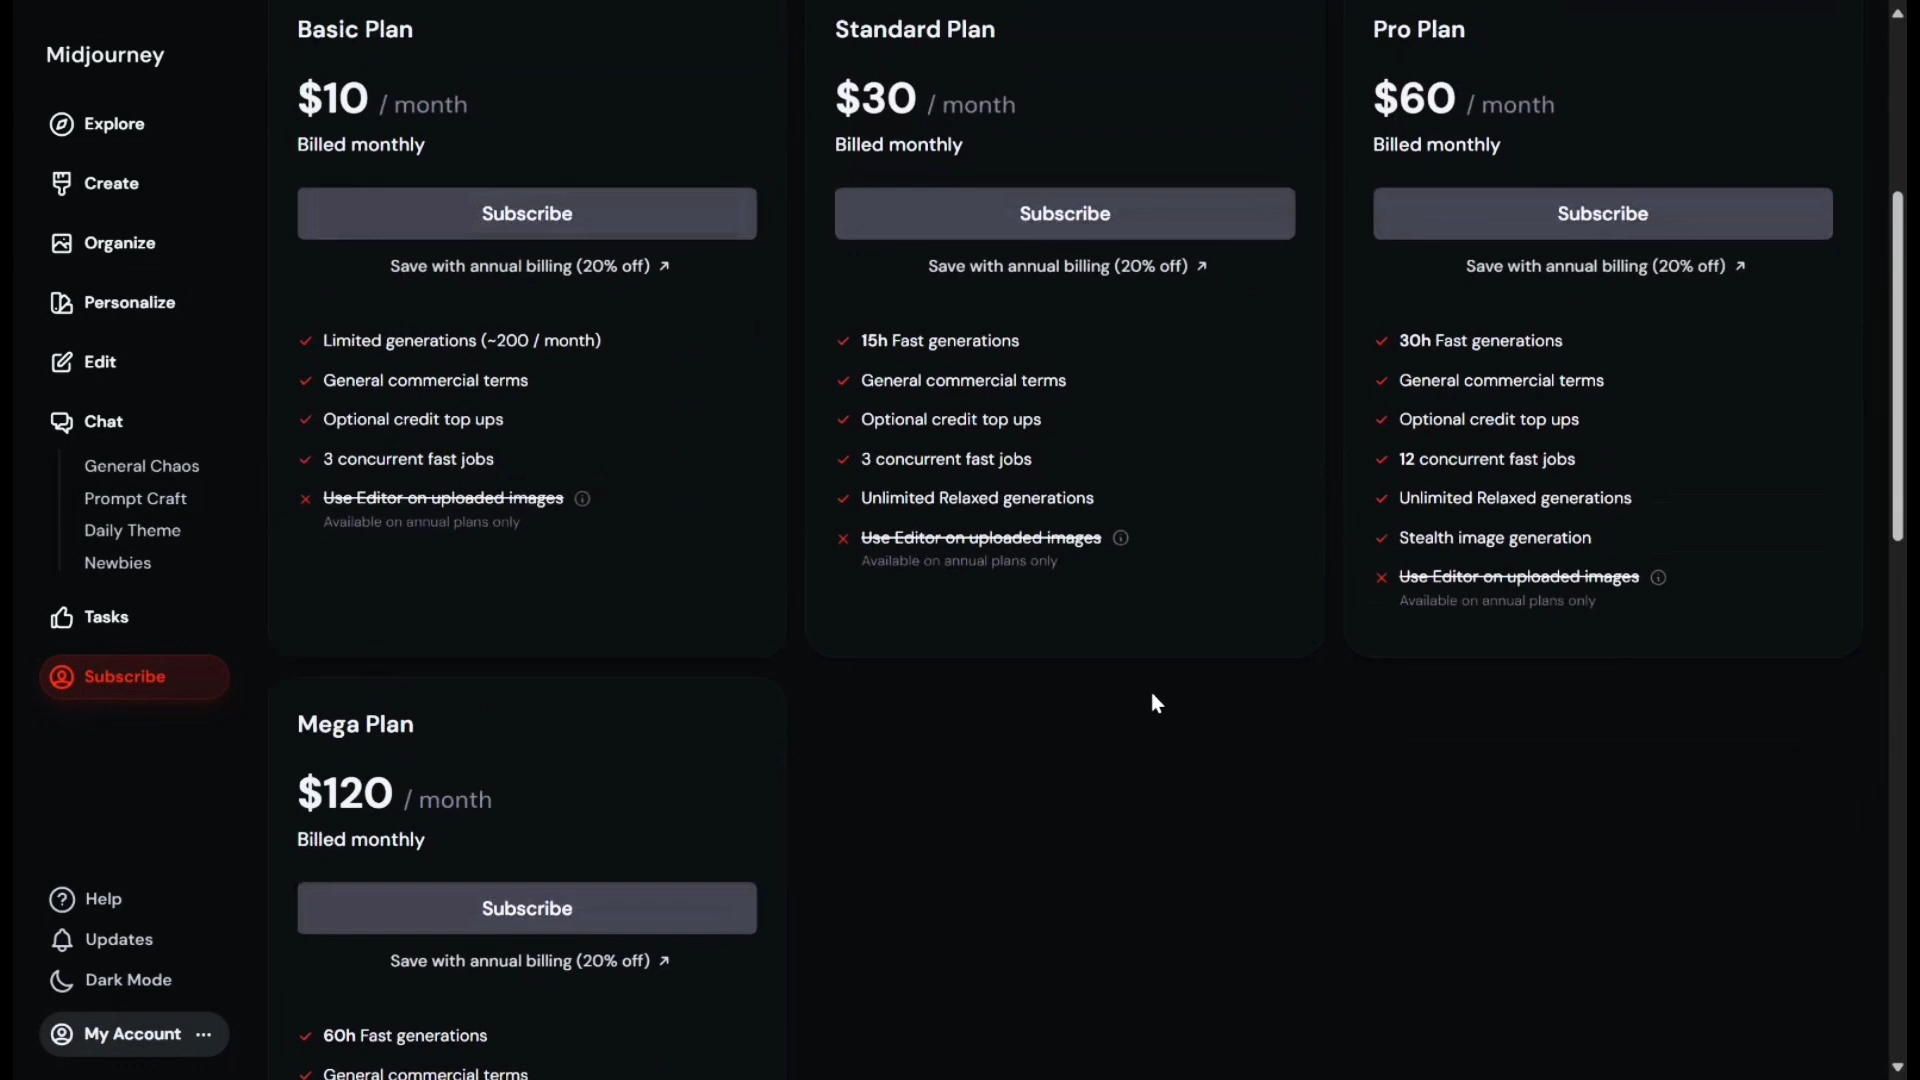 Midjourney
Explore
Create
Organize
Personalize
Edit
Chat
General Chaos
Prompt Craft
Daily Theme
Newbies
Tasks
Subscribe
Help
Updates
Dark Mode
My Account ...
Basic Plan
$10 / month
Billed monthly
Subscribe
Save with annual billing (20% off) ↗
Limited generations (~200 / month)
General commercial terms
Optional credit top ups
3 concurrent fast jobs
Use Editor on uploaded images
Available on annual plans only
Standard Plan
$30 / month
Billed monthly
Subscribe
Save with annual billing (20% off) ↗
15h Fast generations
General commercial terms
Optional credit top ups
3 concurrent fast jobs
Unlimited Relaxed generations
Use Editor on uploaded images
Available on annual plans only
Pro Plan
$60 / month
Billed monthly
Subscribe
Save with annual billing (20% off) ↗
30h Fast generations
General commercial terms
Optional credit top ups
12 concurrent fast jobs
Unlimited Relaxed generations
Stealth image generation
Use Editor on uploaded images
Available on annual plans only
Mega Plan
$120 / month
Billed monthly
Subscribe
Save with annual billing (20% off) ↗
60h Fast generations
General commercial terms